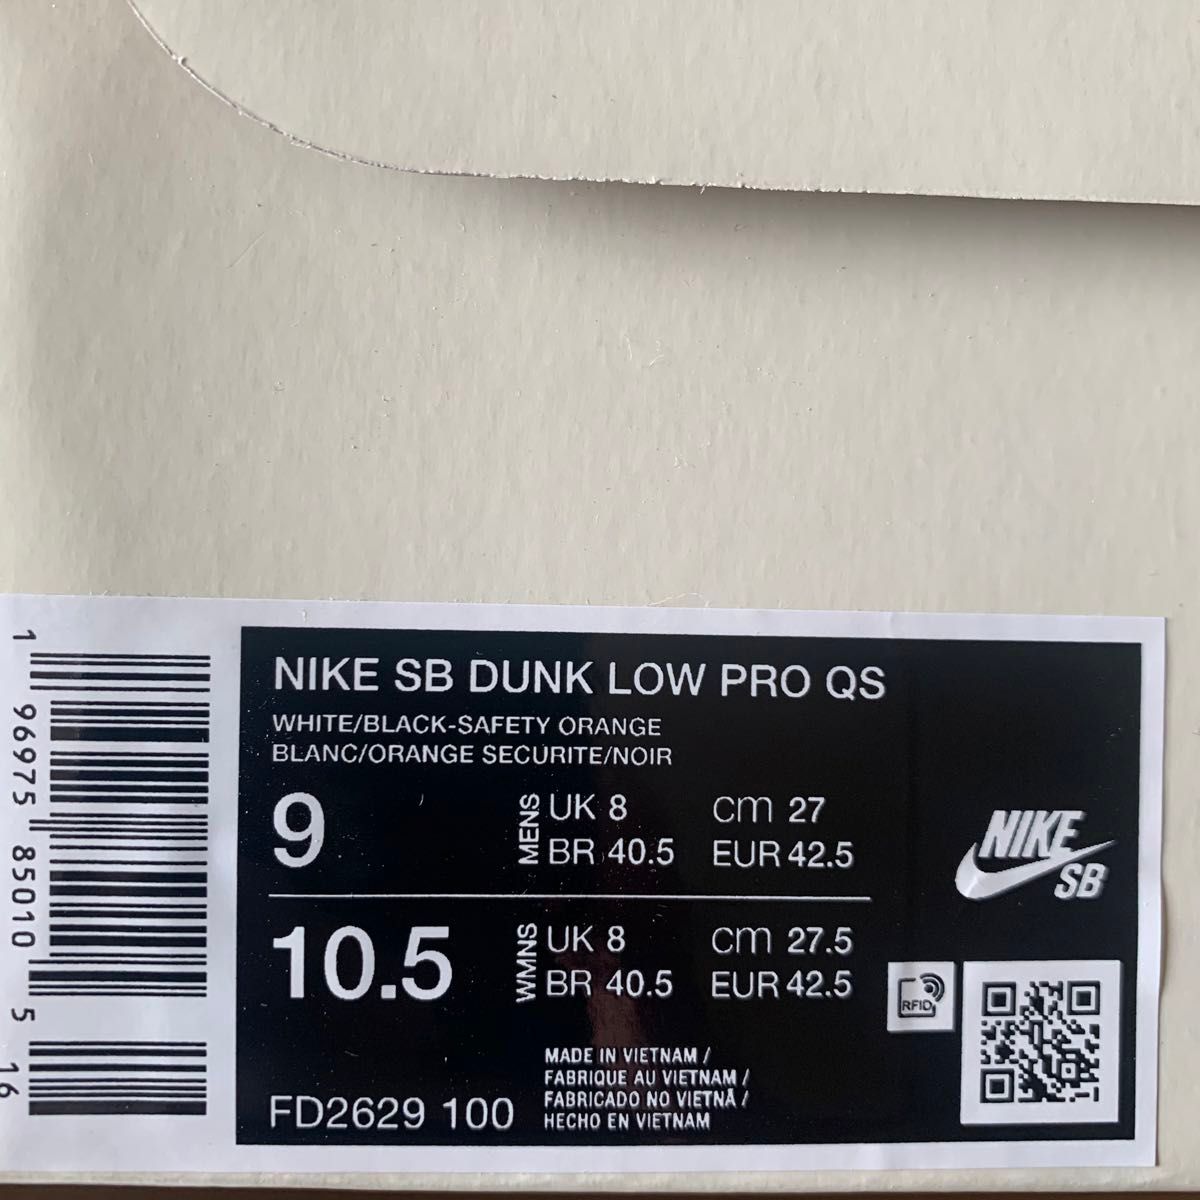 NIKE SB DUNK LOW PRO QS
WHITE/BLACK-SAFETY ORANGE
BLANC/ORANGE SECURITE/NOIR
9
MENS
UK 8 cm 27
BR 40.5 EUR 42.5
10.5
WMNS
UK 8 cm 27.5
BR 40.5 EUR 42.5
NIKE
SB
RFID
FD2629 100
MADE IN VIETNAM /
FABRIQUE AU VIETNAM /
FABRICADO NO VIETNÃ /
HECHO EN VIETNAM
1 96975 85010 5 16